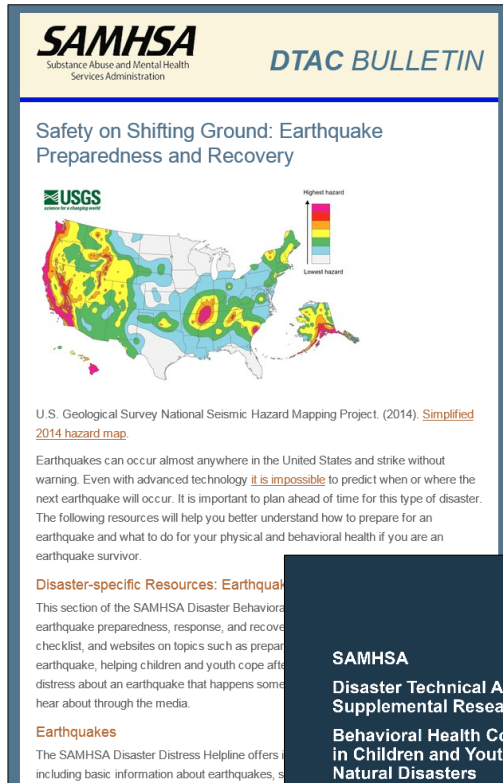 SAMHSA
Substance Abuse and Mental Health
Services Administration
DTAC BULLETIN
Safety on Shifting Ground: Earthquake
Preparedness and Recovery
USGS
science for a changing world
Highest hazard
Lowest hazard
U.S. Geological Survey National Seismic Hazard Mapping Project. (2014). Simplified
2014 hazard map.
Earthquakes can occur almost anywhere in the United States and strike without
warning. Even with advanced technology it is impossible to predict when or where the
next earthquake will occur. It is important to plan ahead of time for this type of disaster.
The following resources will help you better understand how to prepare for an
earthquake and what to do for your physical and behavioral health if you are an
earthquake survivor.
Disaster-specific Resources:
This section of the SAMHSA Disaster
earthquake preparedness, response, and
checklist, and websites on topics such as
earthquake, helping children and youth cope
distress about an earthquake that happens
hear about through the media.
Earthquakes
The SAMHSA Disaster Distress Helpline offers
including basic information about earthquakes,
SAMHSA
Disaster Technical
Supplemental
Behavioral Health
in Children and
Natural Disasters